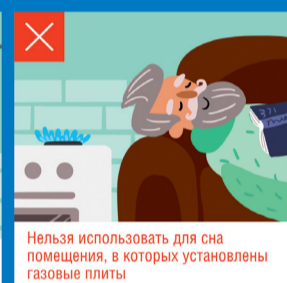 Нельзя использовать для сна
помещения, в которых установлены
газовые плиты